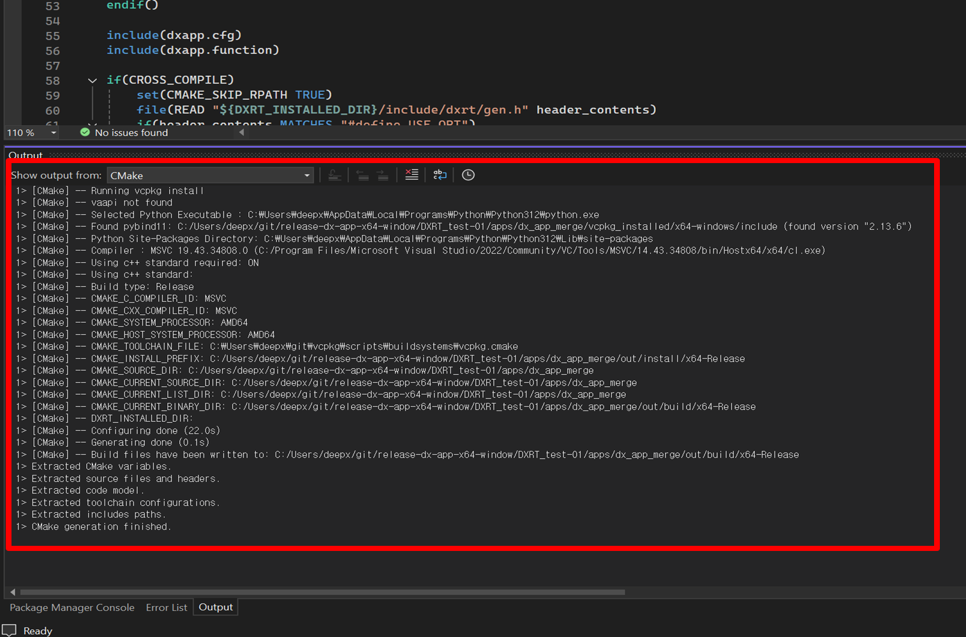 53 endif()
54
55 include(dxapp.cfg)
56 include(dxapp.function)
57
58 if(CROSS_COMPILE)
59 set(CMAKE_SKIP_RPATH TRUE)
60 file(READ "${DXRT_INSTALLED_DIR}/include/dxrt/gen.h" header_contents)
61 if(header_contents MATCHES "#define USE_ORT")
110 % No issues found
Output
Show output from: CMake
1> [CMake] -- Running vcpkg install
1> [CMake] -- vaapi not found
1> [CMake] -- Selected Python Executable : C:₩Users₩deepx₩AppData₩Local₩Programs₩Python₩Python312₩python.exe
1> [CMake] -- Found pybind11: C:/Users/deepx/git/release-dx-app-x64-window/DXRT_test-01/apps/dx_app_merge/vcpkg_installed/x64-windows/include (found version "2.13.6")
1> [CMake] -- Python Site-Packages Directory: C:₩Users₩deepx₩AppData₩Local₩Programs₩Python₩Python312₩Lib₩site-packages
1> [CMake] -- Compiler : MSVC 19.43.34808.0 (C:/Program Files/Microsoft Visual Studio/2022/Community/VC/Tools/MSVC/14.43.34808/bin/Hostx64/x64/cl.exe)
1> [CMake] -- Using c++ standard required: ON
1> [CMake] -- Using c++ standard:
1> [CMake] -- Build type: Release
1> [CMake] -- CMAKE_C_COMPILER_ID: MSVC
1> [CMake] -- CMAKE_CXX_COMPILER_ID: MSVC
1> [CMake] -- CMAKE_SYSTEM_PROCESSOR: AMD64
1> [CMake] -- CMAKE_HOST_SYSTEM_PROCESSOR: AMD64
1> [CMake] -- CMAKE_TOOLCHAIN_FILE: C:₩Users₩deepx₩git₩vcpkg₩scripts₩buildsystems₩vcpkg.cmake
1> [CMake] -- CMAKE_INSTALL_PREFIX: C:/Users/deepx/git/release-dx-app-x64-window/DXRT_test-01/apps/dx_app_merge/out/install/x64-Release
1> [CMake] -- CMAKE_SOURCE_DIR: C:/Users/deepx/git/release-dx-app-x64-window/DXRT_test-01/apps/dx_app_merge
1> [CMake] -- CMAKE_CURRENT_SOURCE_DIR: C:/Users/deepx/git/release-dx-app-x64-window/DXRT_test-01/apps/dx_app_merge
1> [CMake] -- CMAKE_CURRENT_LIST_DIR: C:/Users/deepx/git/release-dx-app-x64-window/DXRT_test-01/apps/dx_app_merge
1> [CMake] -- CMAKE_CURRENT_BINARY_DIR: C:/Users/deepx/git/release-dx-app-x64-window/DXRT_test-01/apps/dx_app_merge/out/build/x64-Release
1> [CMake] -- DXRT_INSTALLED_DIR:
1> [CMake] -- Configuring done (22.0s)
1> [CMake] -- Generating done (0.1s)
1> [CMake] -- Build files have been written to: C:/Users/deepx/git/release-dx-app-x64-window/DXRT_test-01/apps/dx_app_merge/out/build/x64-Release
1> Extracted CMake variables.
1> Extracted source files and headers.
1> Extracted code model.
1> Extracted toolchain configurations.
1> Extracted includes paths.
1> CMake generation finished.
Package Manager Console Error List Output
Ready